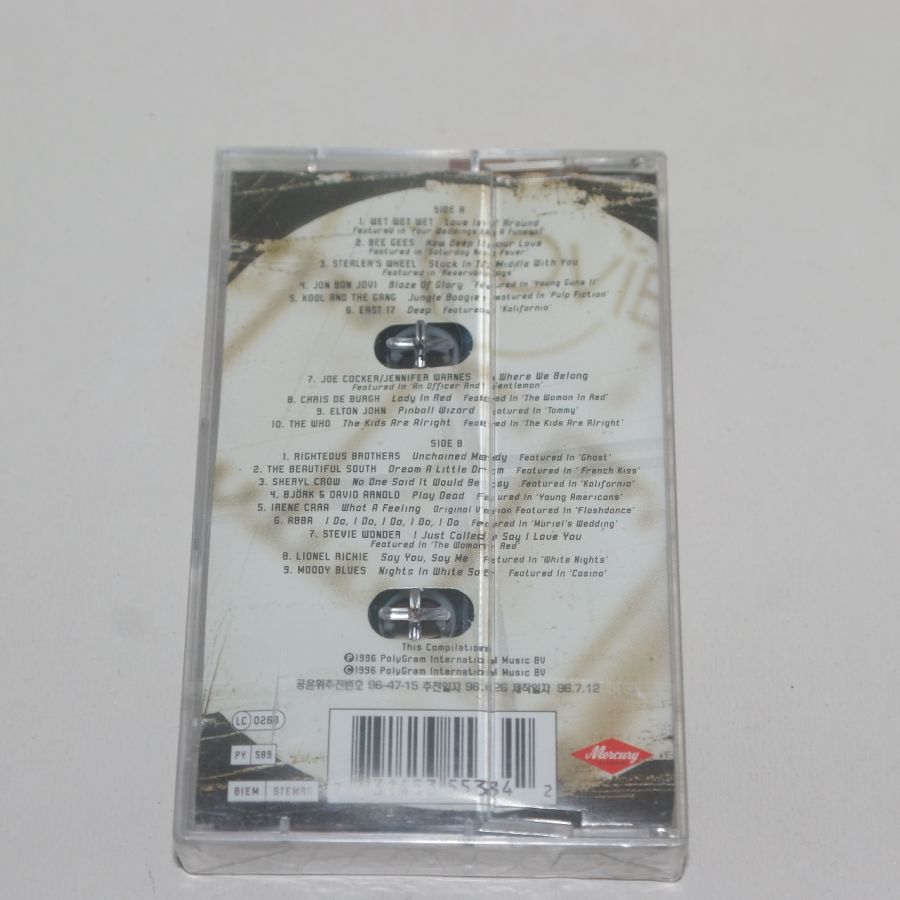 SIDE A
1. WET WET WET Love Is All Around
Featured in 'Four Weddings And A Funeral'
2. BEE GEES How Deep Is Your Love
Featured in 'Saturday Night Fever'
3. STEALER'S WHEEL Stuck In The Middle With You
Featured in 'Reservoir Dogs'
4. JON BON JOVI Blaze Of Glory Featured In 'Young Guns II'
5. KOOL AND THE GANG Jungle Boogie Featured In 'Pulp Fiction'
6. EAST 17 Deep Featured In 'Kalifornia'
7. JOE COCKER/JENNIFER WARNES Up Where We Belong
Featured In 'An Officer And A Gentleman'
8. CHRIS DE BURGH Lady In Red Featured In 'The Woman In Red'
9. ELTON JOHN Pinball Wizard Featured In 'Tommy'
10. THE WHO The Kids Are Alright Featured In 'The Kids Are Alright'
SIDE B
1. RIGHTEOUS BROTHERS Unchained Melody Featured In 'Ghost'
2. THE BEAUTIFUL SOUTH Dream A Little Dream Featured In 'French Kiss'
3. SHERYL CROW No One Said It Would Be Easy Featured In 'Kalifornia'
4. BJÖRK & DAVID ARNOLD Play Dead Featured In 'Young Americans'
5. IRENE CARA What A Feeling Original Version Featured In 'Flashdance'
6. ABBA I Do, I Do, I Do, I Do, I Do Featured In 'Muriel's Wedding'
7. STEVIE WONDER I Just Called To Say I Love You
Featured In 'The Woman In Red'
8. LIONEL RICHIE Say You, Say Me Featured In 'White Nights'
9. MOODY BLUES Nights In White Satin Featured In 'Casino'
This Compilation
Ⓟ1996 PolyGram International Music BV
©1996 PolyGram International Music BV
공윤위추천번호 96-47-15 추천일자 96. 26 제작일자 96.7.12
LC 0268
PY 589
BIEM STEMRA
Mercury
7 31453 55384 2